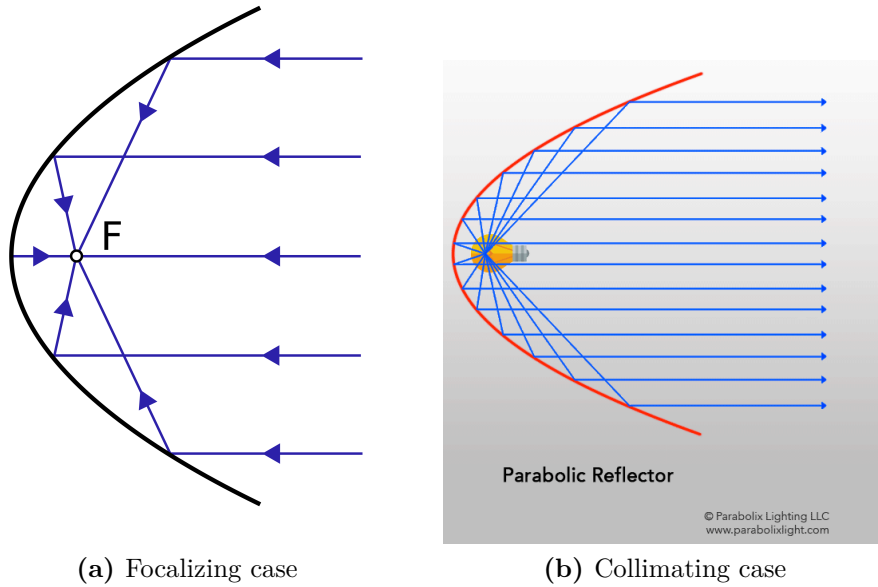 F
Parabolic Reflector
© Parabolix Lighting LLC
www.parabolixlight.com
(a) Focalizing case
(b) Collimating case